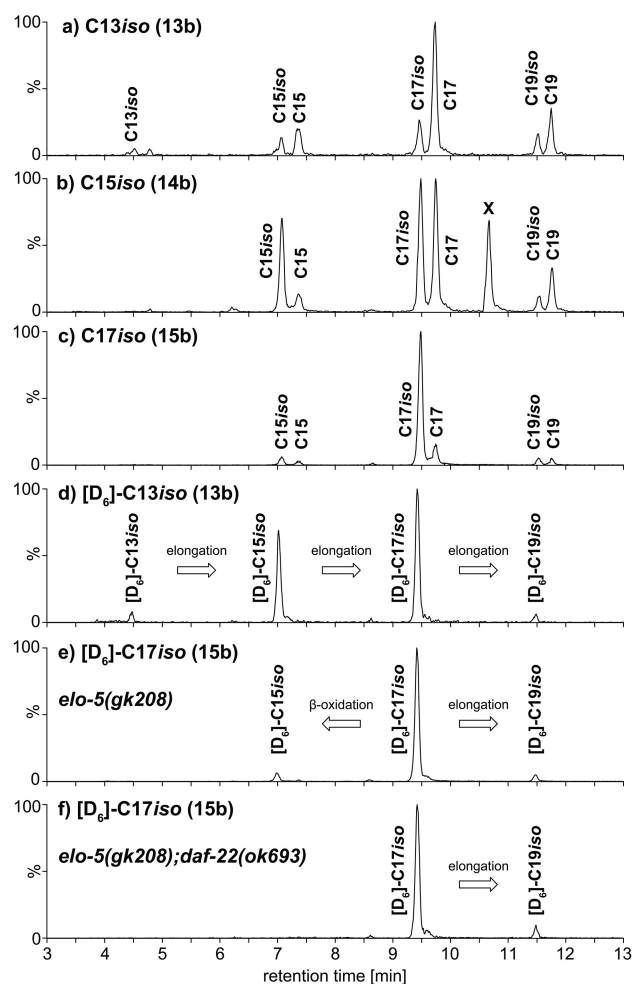 100
%
0
a) C13iso (13b)
C13iso
C15iso
C15
C17iso
C17
C19iso
C19
100
%
0
b) C15iso (14b)
C15iso
C15
C17iso
C17
X
C19iso
C19
100
%
0
c) C17iso (15b)
C15iso
C15
C17iso
C17
C19iso
C19
100
%
0
d) [D6]-C13iso (13b)
[D6]-C13iso
elongation
[D6]-C15iso
elongation
[D6]-C17iso
elongation
[D6]-C19iso
100
%
0
e) [D6]-C17iso (15b)
elo-5(gk208)
[D6]-C15iso
β-oxidation
[D6]-C17iso
elongation
[D6]-C19iso
100
%
0
f) [D6]-C17iso (15b)
elo-5(gk208);daf-22(ok693)
[D6]-C17iso
elongation
[D6]-C19iso
3 4 5 6 7 8 9 10 11 12 13
retention time [min]